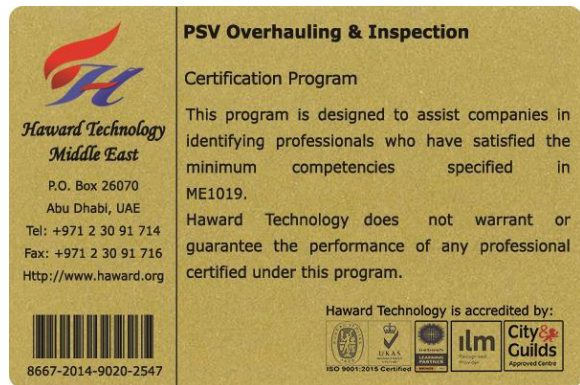 H
Haward Technology
Middle East
P.O. Box 26070
Abu Dhabi, UAE
Tel: +971 2 30 91 714
Fax: +971 2 30 91 716
Http://www.haward.org
8667-2014-9020-2547
PSV Overhauling & Inspection
Certification Program
This program is designed to assist companies in
identifying professionals who have satisfied the
minimum competencies specified in
ME1019.
Haward Technology does not warrant or
guarantee the performance of any professional
certified under this program.
Haward Technology is accredited by:
UKAS
ISO 9001:2015 Certified
LEARNING
PARTNER
ilm
City&
Guilds
Approved Centre